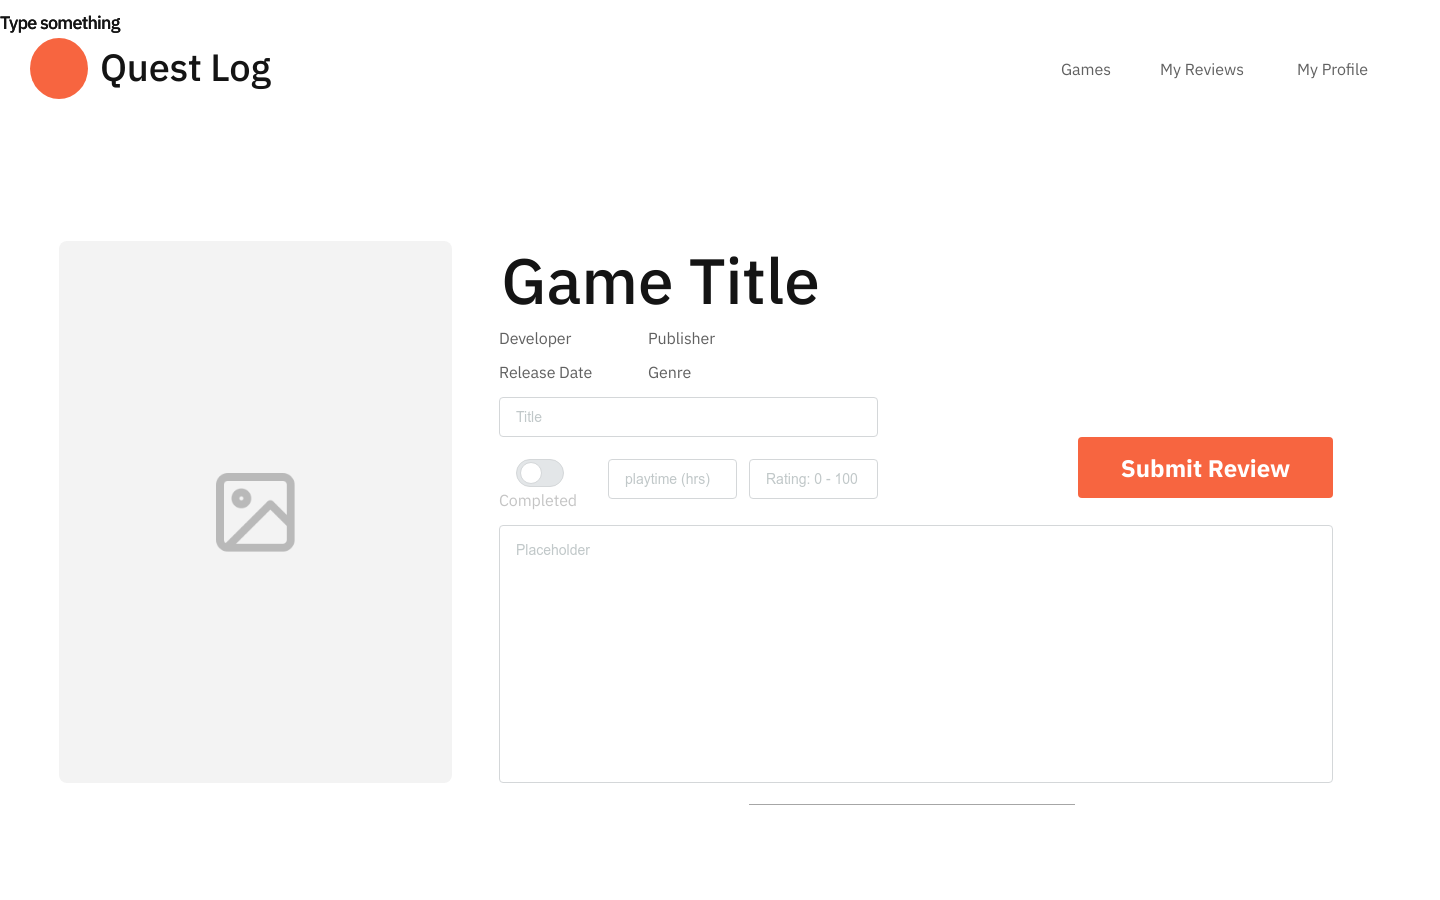 Type something
Quest Log
Games My Reviews My Profile
Game Title
Developer Publisher
Release Date Genre
Title
Submit Review
playtime (hrs) Rating: 0 - 100
Completed
Placeholder